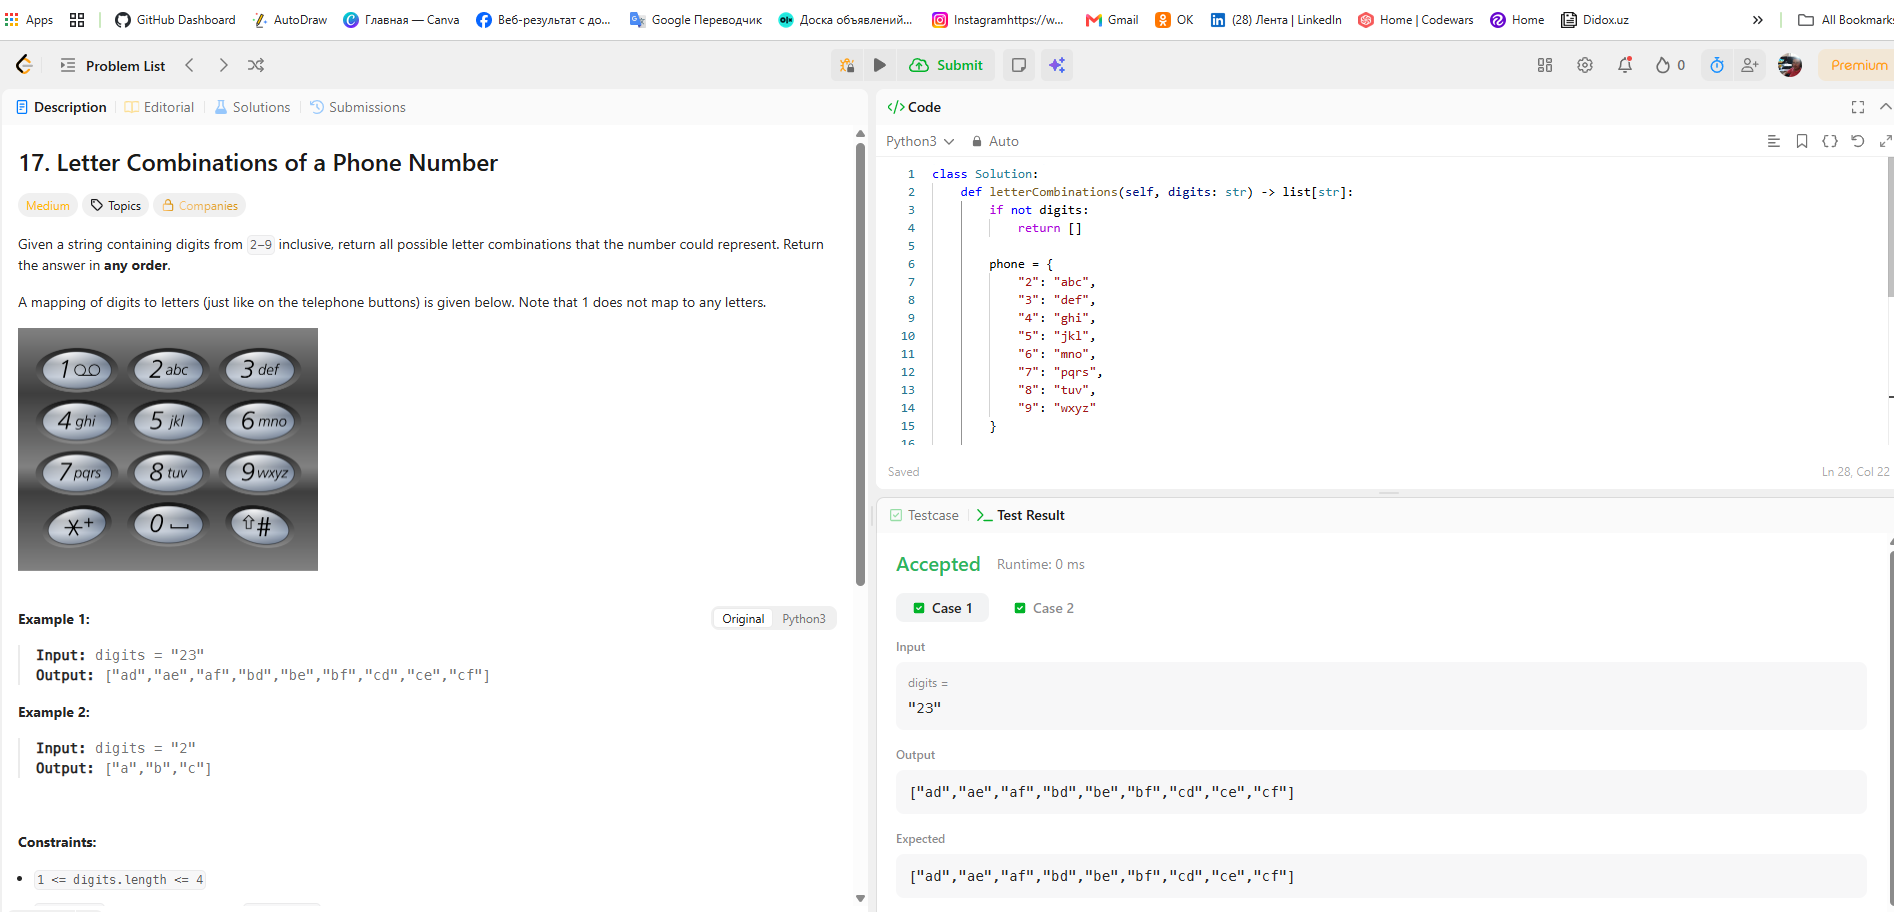 Apps GitHub Dashboard AutoDraw Главная — Canva Веб-результат с до... Google Переводчик Доска объявлений... Instagramhttps://w... Gmail OK (28) Лента | LinkedIn Home | Codewars Home Didox.uz » All Bookmarks
Problem List Submit 0 Premium
Description Editorial Solutions Submissions
17. Letter Combinations of a Phone Number
Medium Topics Companies
Given a string containing digits from 2-9 inclusive, return all possible letter combinations that the number could represent. Return
the answer in any order.
A mapping of digits to letters (just like on the telephone buttons) is given below. Note that 1 does not map to any letters.
1 2 abc 3 def
4 ghi 5 jkl 6 mno
7 pqrs 8 tuv 9 wxyz
*+ 0 #
Example 1:
Original Python3
Input: digits = "23"
Output: ["ad","ae","af","bd","be","bf","cd","ce","cf"]
Example 2:
Input: digits = "2"
Output: ["a","b","c"]
Constraints:
1 <= digits.length <= 4
</> Code
Python3 Auto
1 class Solution:
2 def letterCombinations(self, digits: str) -> list[str]:
3 if not digits:
4 return []
5
6 phone = {
7 "2": "abc",
8 "3": "def",
9 "4": "ghi",
10 "5": "jkl",
11 "6": "mno",
12 "7": "pqrs",
13 "8": "tuv",
14 "9": "wxyz"
15 }
16
Saved Ln 28, Col 22
Testcase >_ Test Result
Accepted Runtime: 0 ms
Case 1 Case 2
Input
digits =
"23"
Output
["ad","ae","af","bd","be","bf","cd","ce","cf"]
Expected
["ad","ae","af","bd","be","bf","cd","ce","cf"]